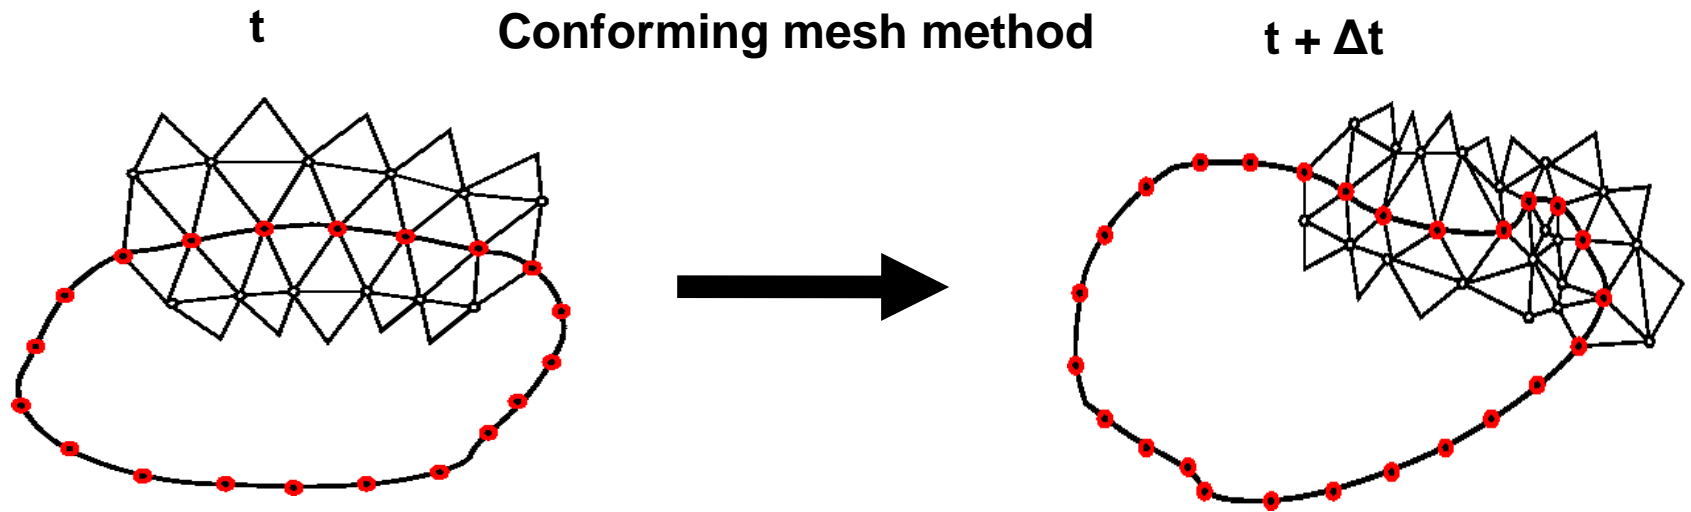 t
Conforming mesh method
t + Δt